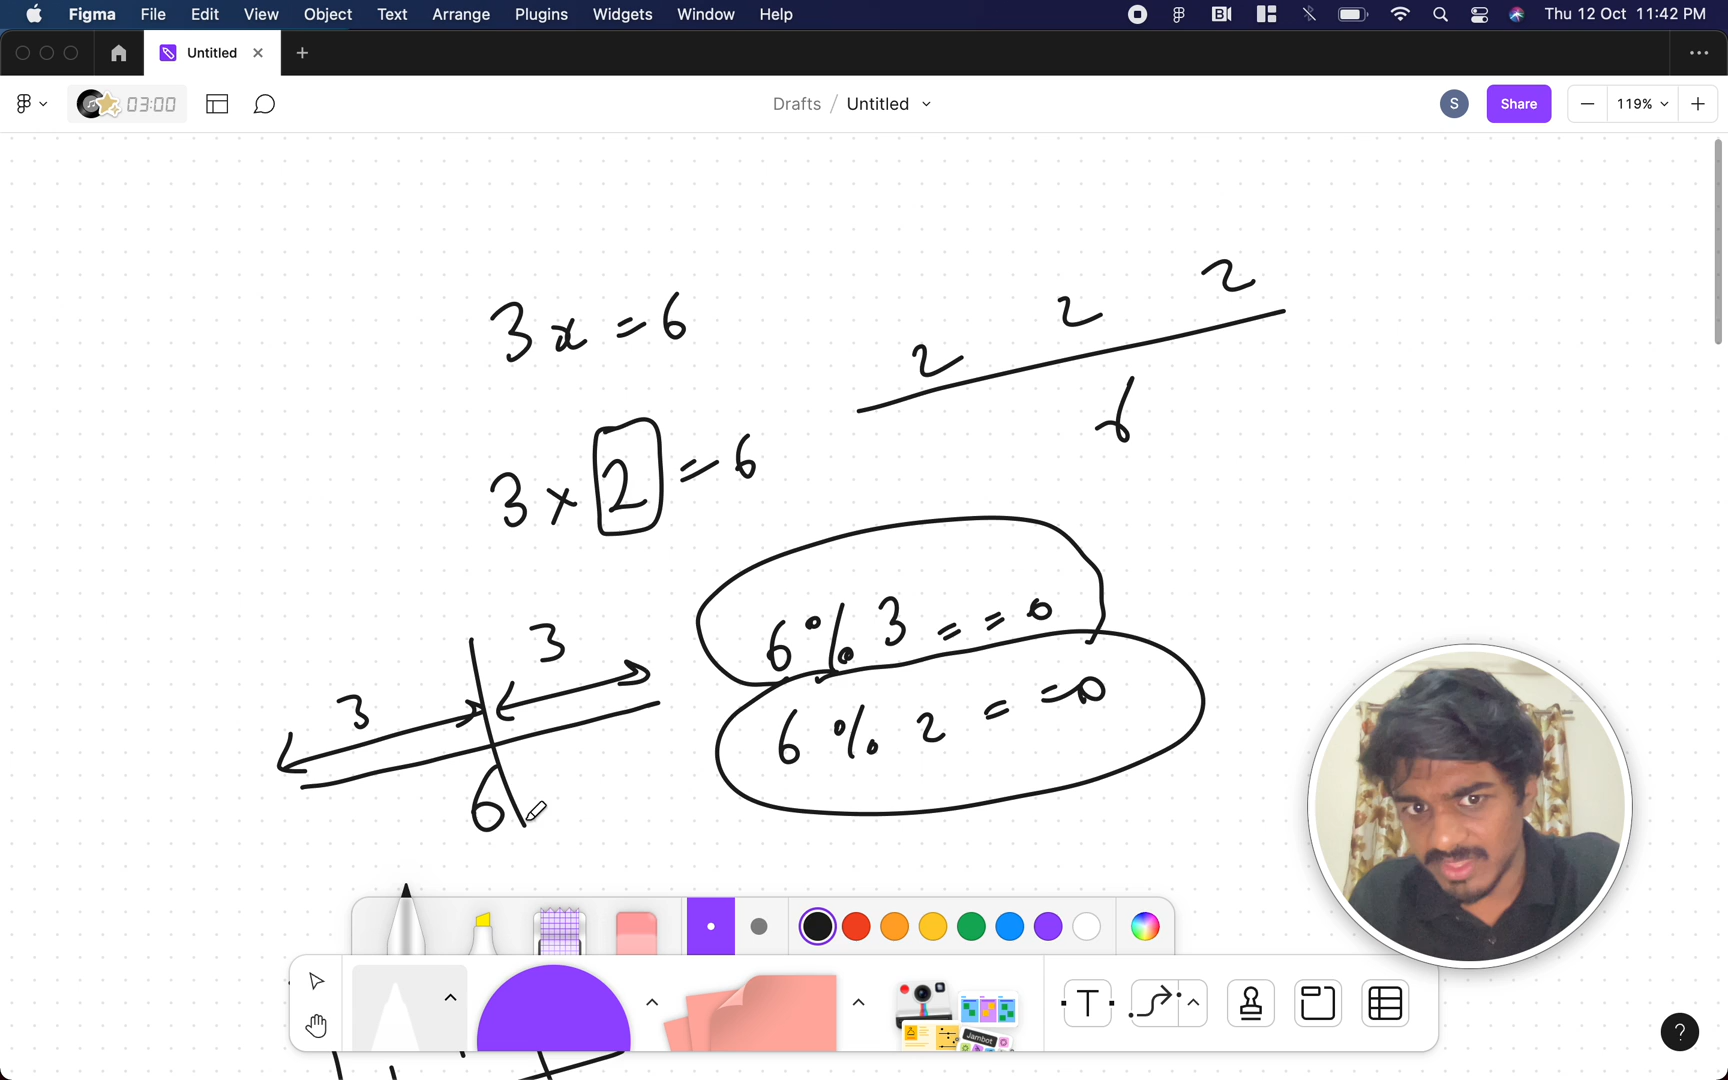 Figma File Edit View Object Text Arrange Plugins Widgets Window Help Thu 12 Oct 11:42 PM
Untitled
03:00 Drafts / Untitled S Share 119%
2
2
2
3x = 6
6
3 × 2 = 6
6 % 3 = = 0
3
3
6 % 2 = = 0
6
T
Jambot
?